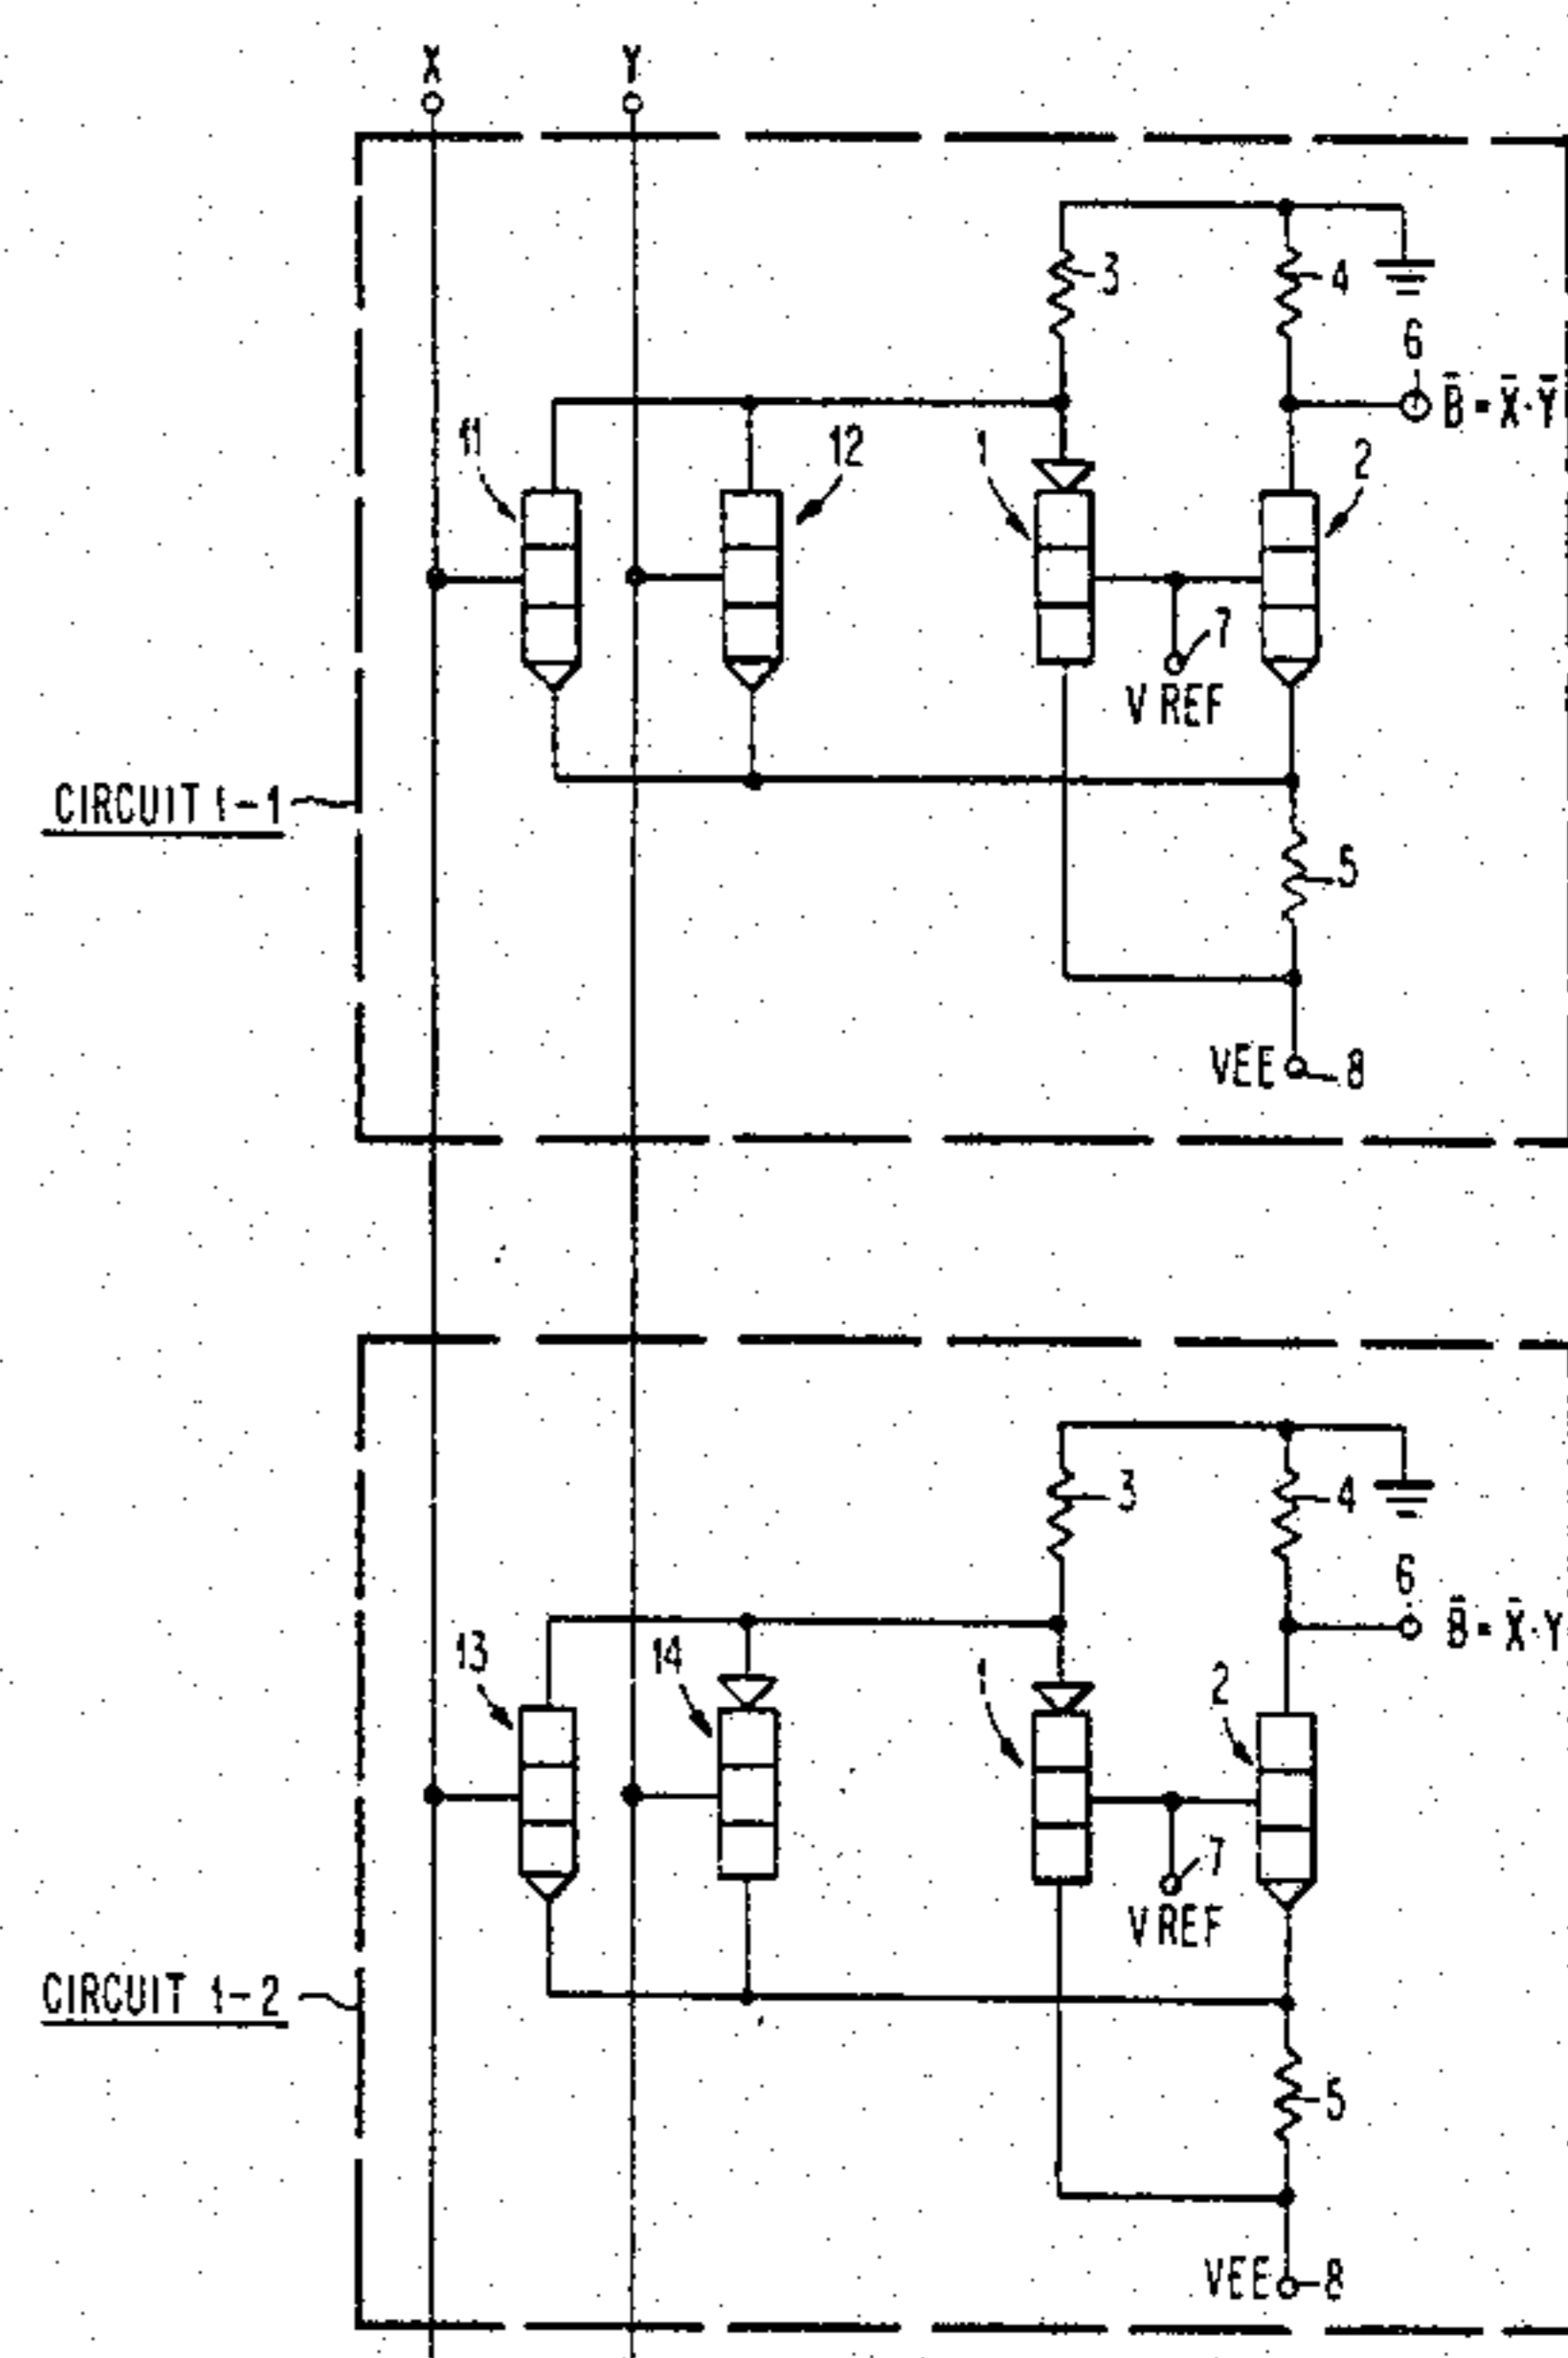 X Y
3 4
6
B̄ = X̄·Ȳ
11 12 1 2
7
V REF
CIRCUIT 1-1
5
VEE 8
3 4
6
B̄ = X̄·Y
13 14 1 2
7
V REF
CIRCUIT 1-2
5
VEE 8